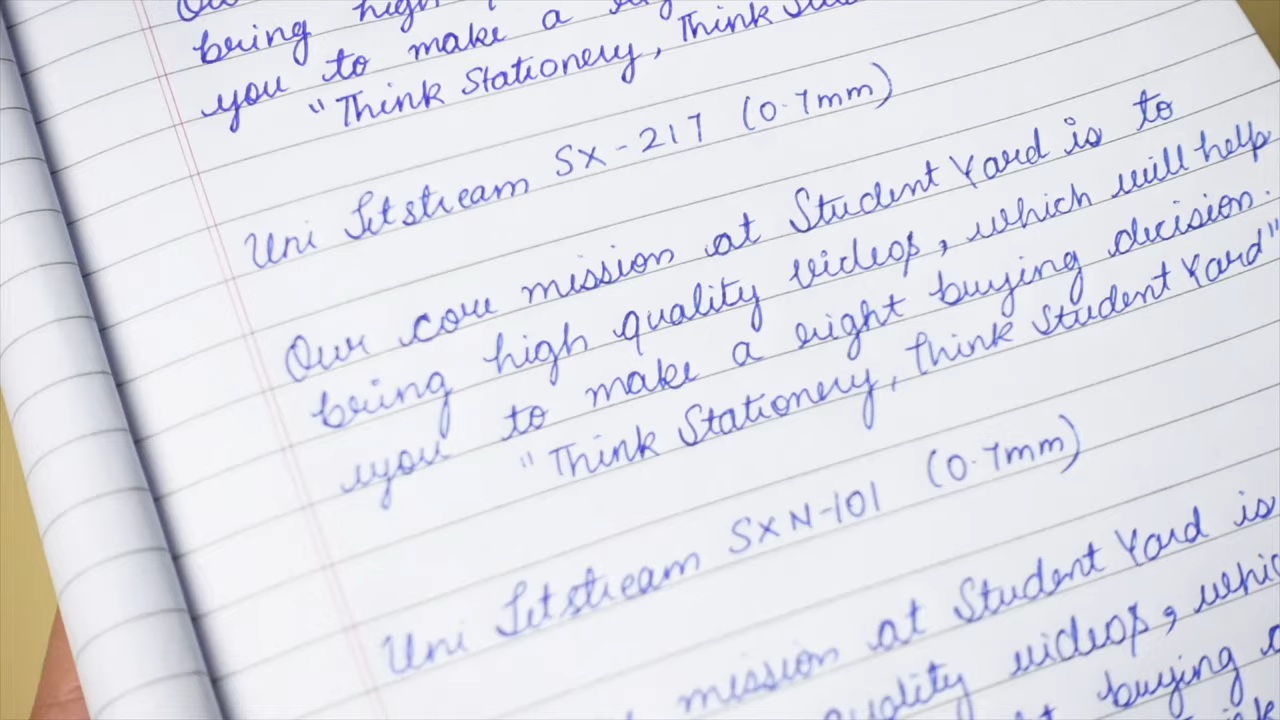 bring high
you to make a
"Think Stationery, Think
Uni Jetstream SX-217 (0.7mm)
Our core mission at Student Yard is to
bring high quality videos, which will help
you to make a right buying decision.
"Think Stationery, Think Student Yard"
Uni Jetstream SXN-101 (0.7mm)
mission at Student Yard is
quality videos,
buying